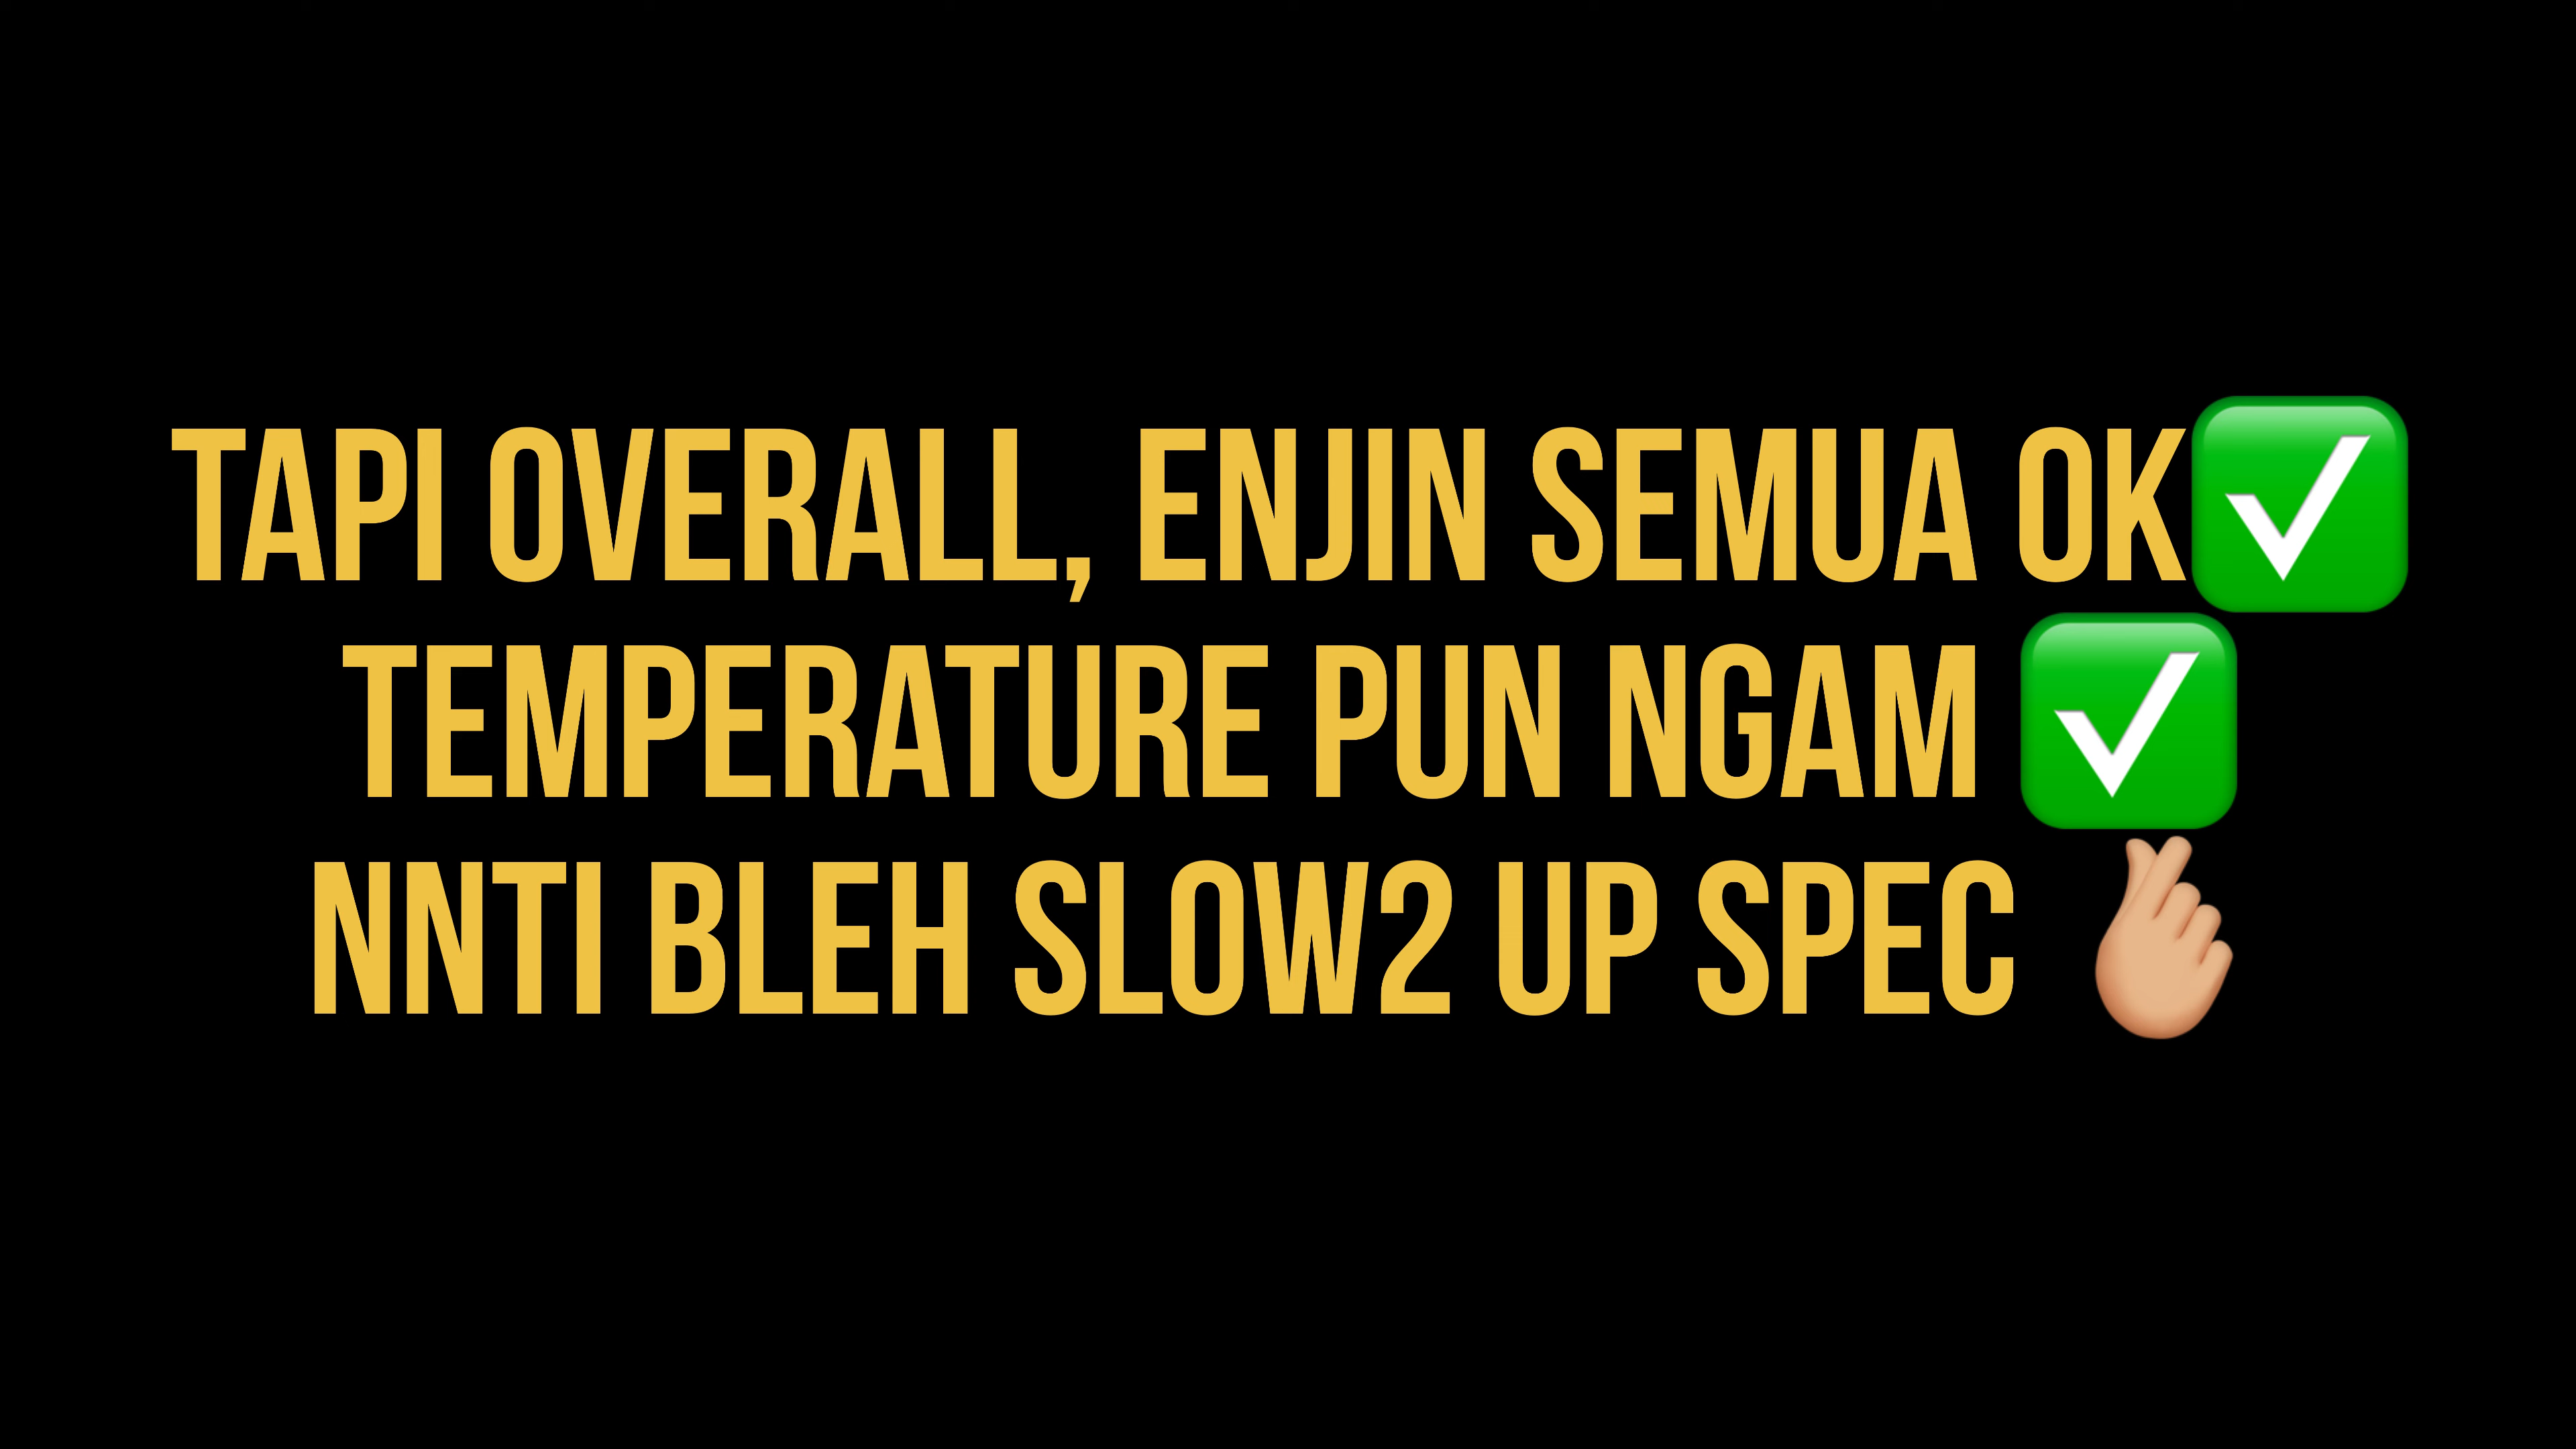 TAPI OVERALL, ENJIN SEMUA OK✅
TEMPERATURE PUN NGAM ✅
NNTI BLEH SLOW2 UP SPEC 🫰🏼